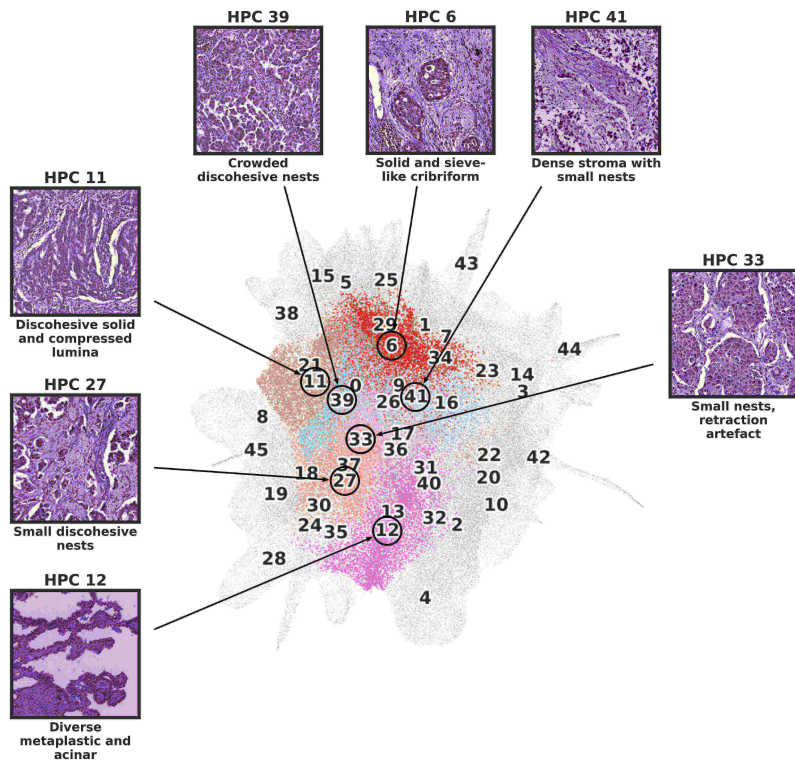 HPC 39
HPC 6
HPC 41
Crowded
discohesive nests
Solid and sieve-
like cribriform
Dense stroma with
small nests
HPC 11
Discohesive solid
and compressed
lumina
HPC 33
Small nests,
retraction
artefact
HPC 27
Small discohesive
nests
HPC 12
Diverse
metaplastic and
acinar
43
15
5
25
38
29
1
7
6
34
44
21
11
0
9
23
14
3
39
26
41
16
8
33
17
36
45
22
42
18
37
27
31
40
20
19
30
10
13
32
2
24
35
12
28
4